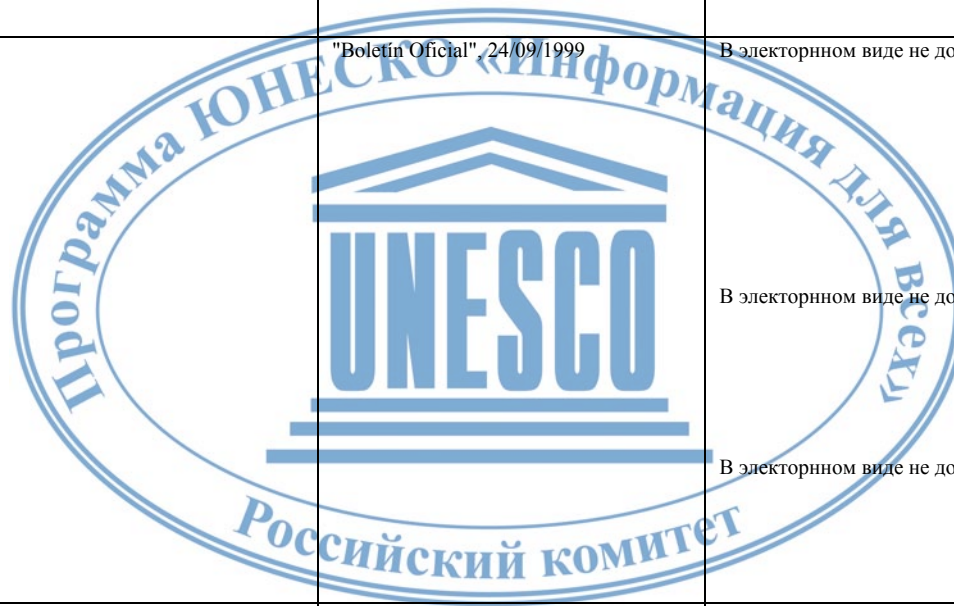 "Boletín Oficial", 24/09/1999
В электорнном виде не до
Программа ЮНЕСКО «Информация для всех»
UNESCO
В электорнном виде не до
В электорнном виде не до
Российский комитет